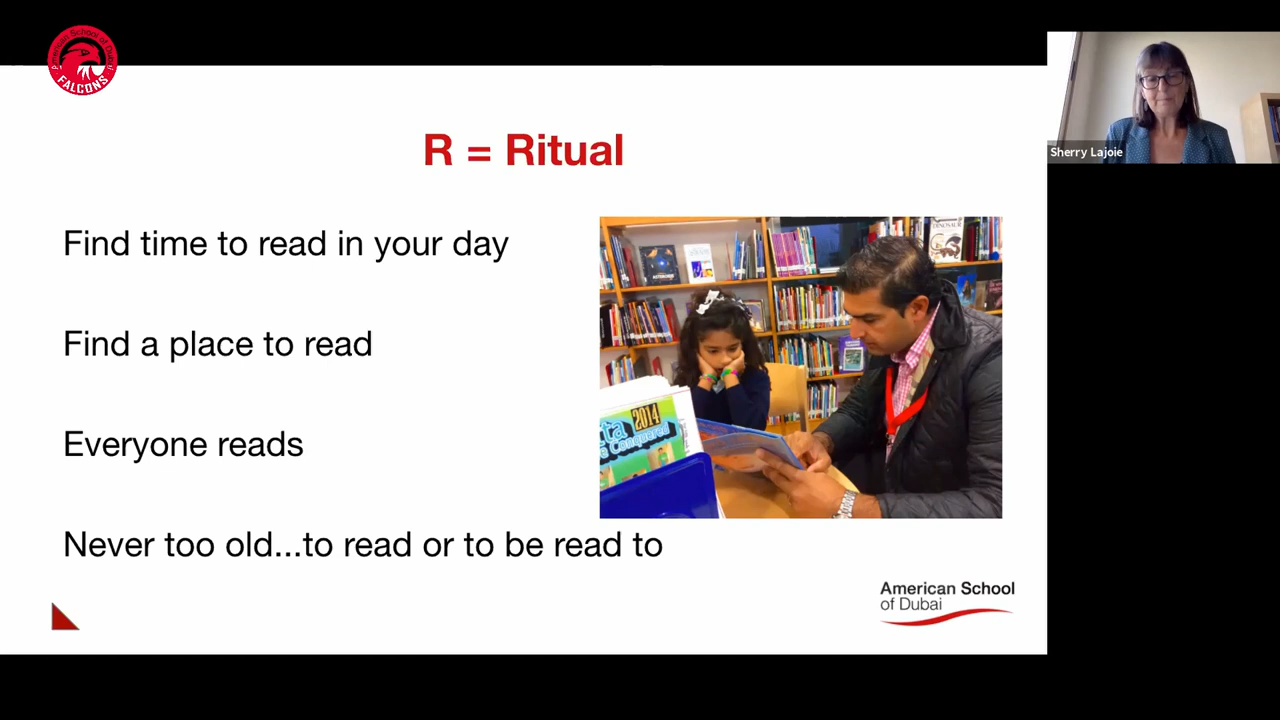 American School of Dubai
FALCONS
Sherry Lajoie
R = Ritual
Find time to read in your day
Find a place to read
Everyone reads
Never too old...to read or to be read to
DINOSAUR
2014
Conquered
American School
of Dubai